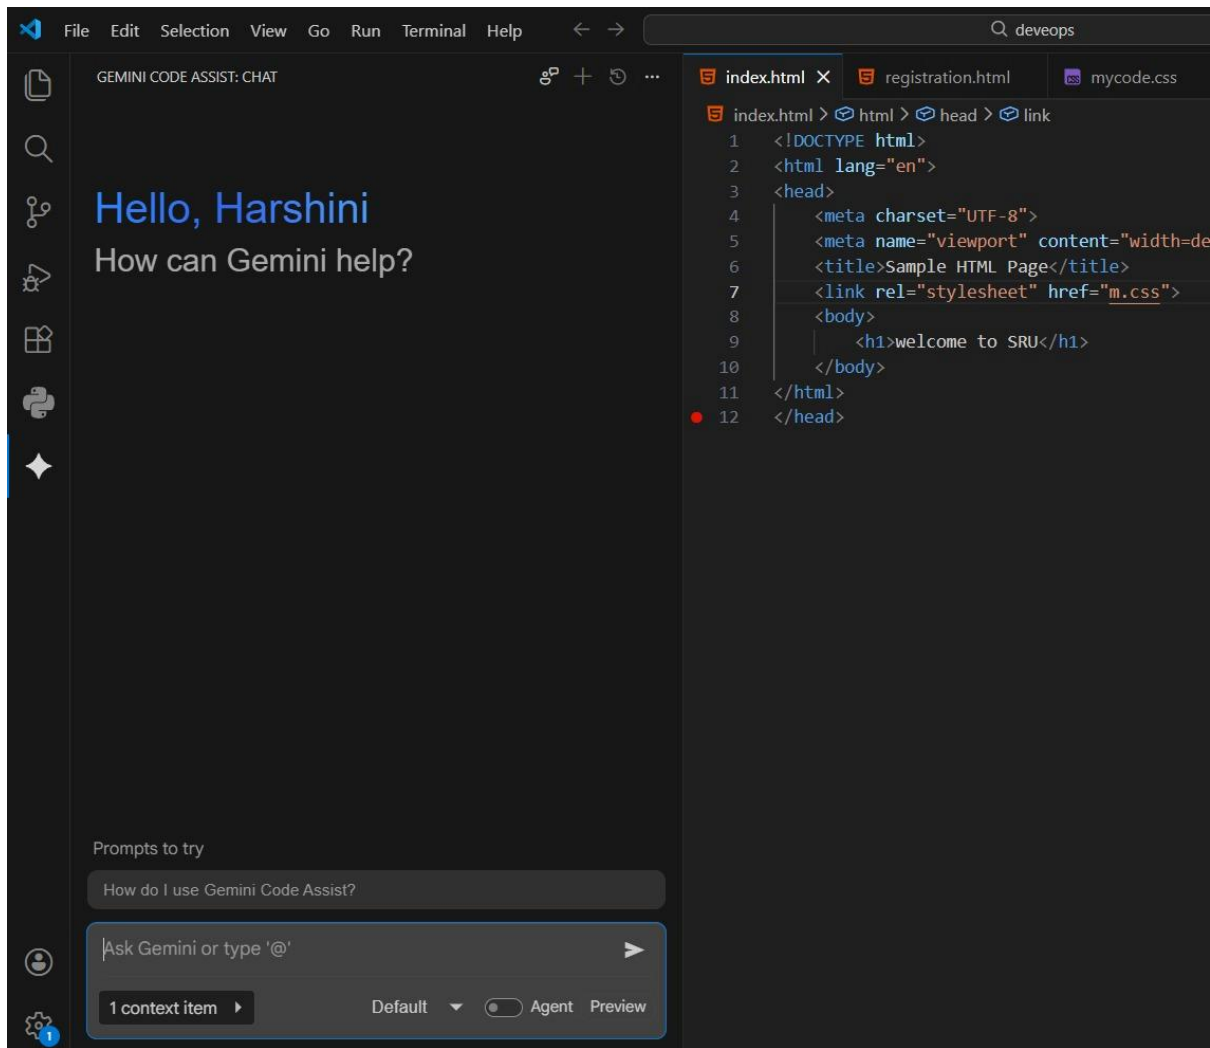 File Edit Selection View Go Run Terminal Help
deveops
GEMINI CODE ASSIST: CHAT
Hello, Harshini
How can Gemini help?
Prompts to try
How do I use Gemini Code Assist?
Ask Gemini or type '@'
1 context item
Default
Agent Preview
1
index.html registration.html mycode.css
index.html > html > head > link
1 <!DOCTYPE html>
2 <html lang="en">
3 <head>
4 <meta charset="UTF-8">
5 <meta name="viewport" content="width=de
6 <title>Sample HTML Page</title>
7 <link rel="stylesheet" href="m.css">
8 <body>
9 <h1>welcome to SRU</h1>
10 </body>
11 </html>
12 </head>